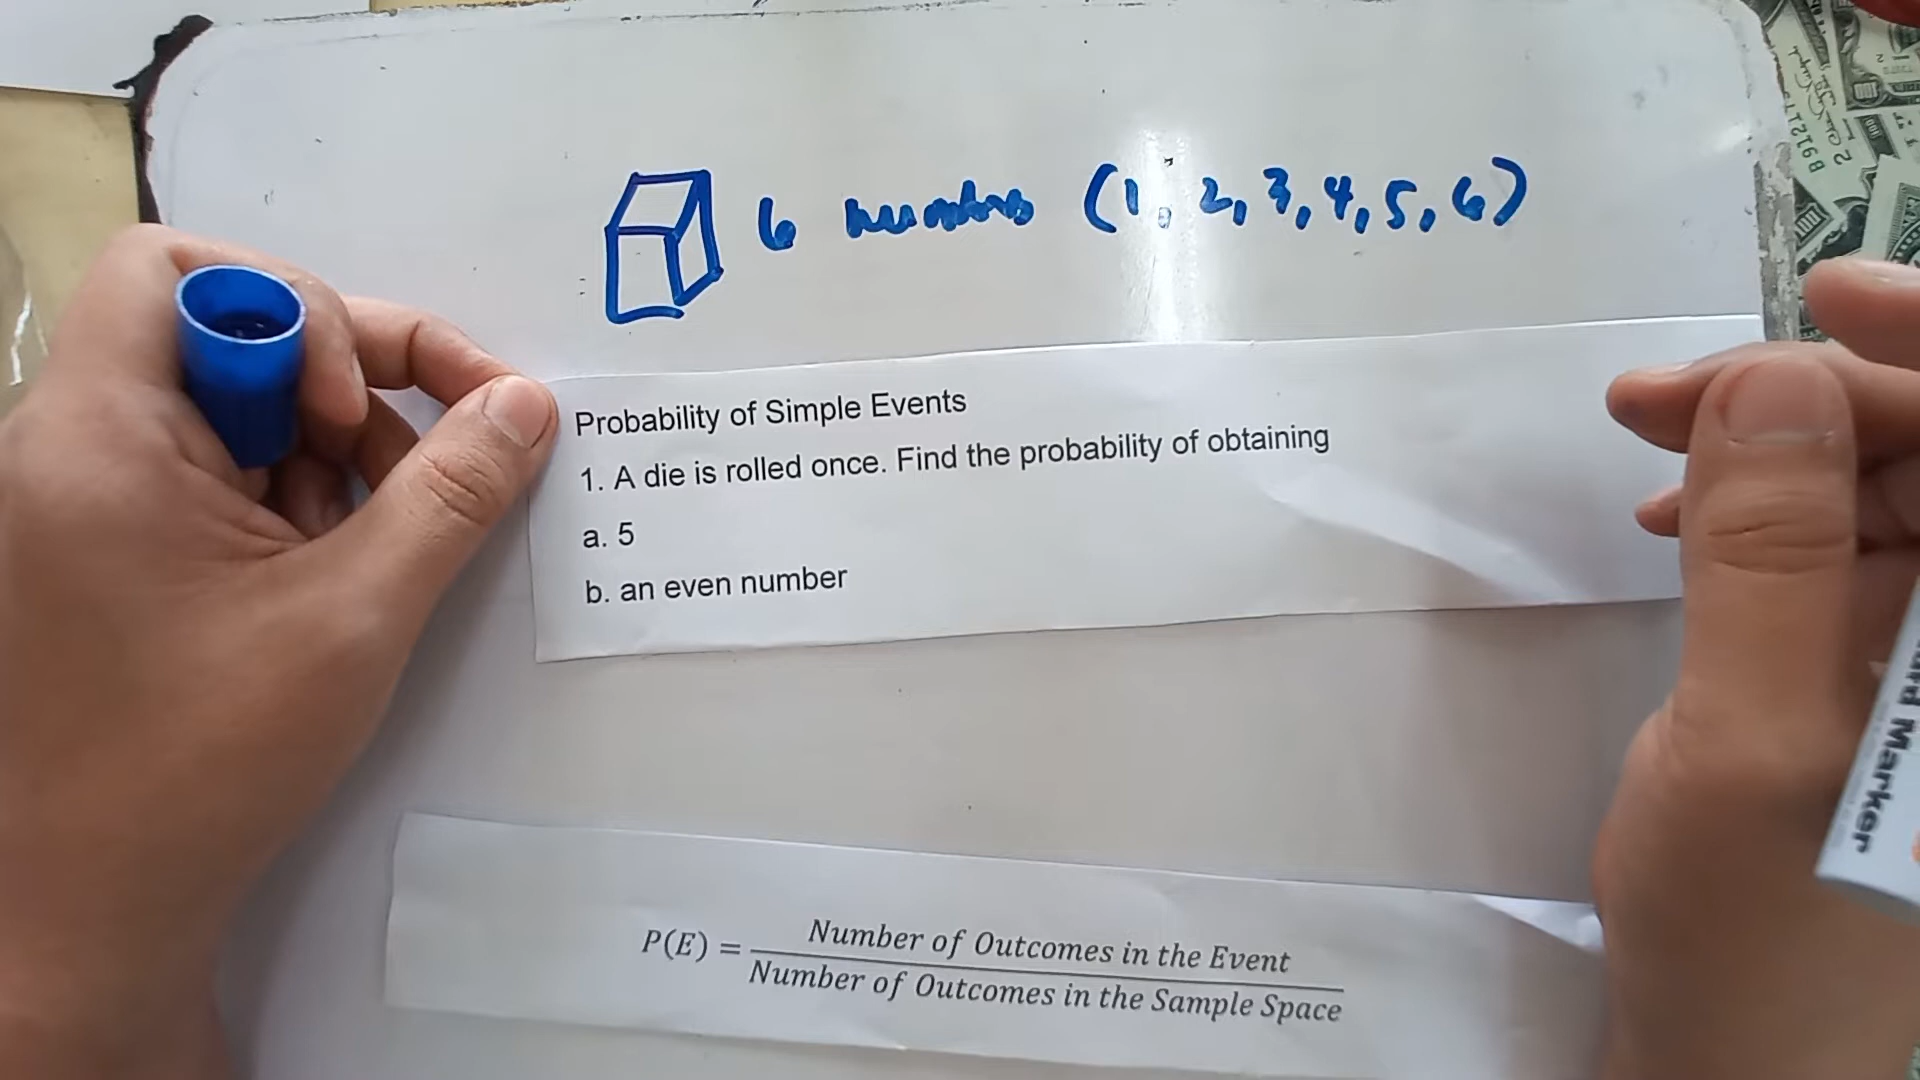 6 numbers (1, 2, 3, 4, 5, 6)
Probability of Simple Events
1. A die is rolled once. Find the probability of obtaining
a. 5
b. an even number
P(E) = Number of Outcomes in the Event
Number of Outcomes in the Sample Space
ard Marker